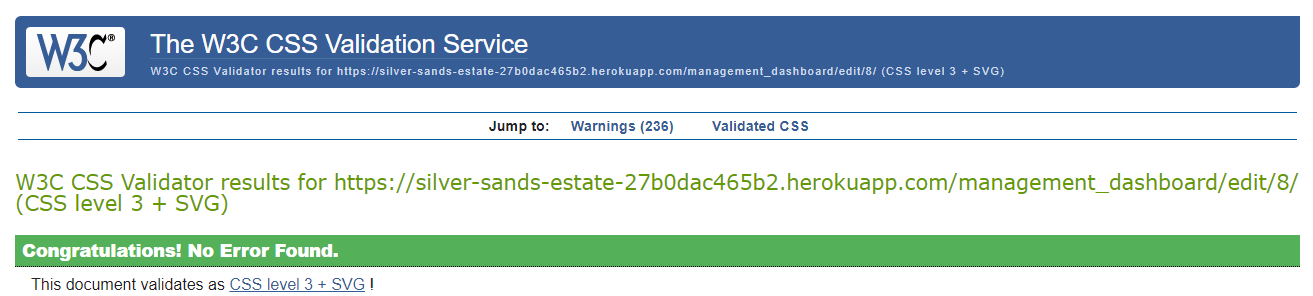 W3C®
The W3C CSS Validation Service
W3C CSS Validator results for https://silver-sands-estate-27b0dac465b2.herokuapp.com/management_dashboard/edit/8/ (CSS level 3 + SVG)
Jump to: Warnings (236) Validated CSS
W3C CSS Validator results for https://silver-sands-estate-27b0dac465b2.herokuapp.com/management_dashboard/edit/8/
(CSS level 3 + SVG)
Congratulations! No Error Found.
This document validates as CSS level 3 + SVG !